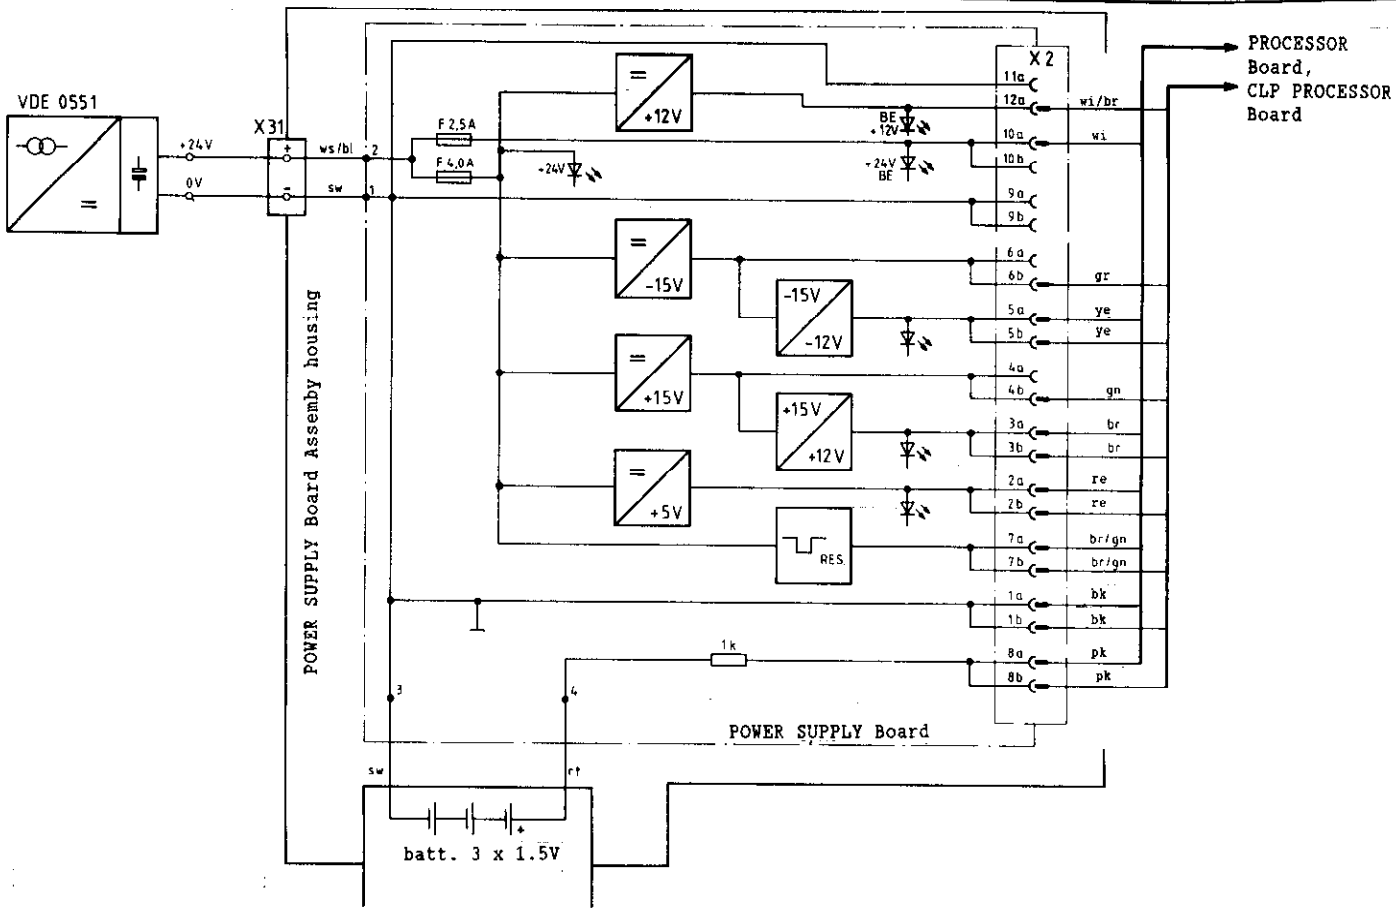 PROCESSOR
Board,
CLP PROCESSOR
Board
X2
VDE 0551
X31
+24V
0V
+
-
ws/bl
sw
2
1
F 2,5A
F 4,0A
=
+12V
+24V
BE
+12V
+24V
BE
11a
12a
wi/br
10a
wi
10b
9a
9b
=
=
-15V
6a
6b
gr
-15V
-12V
5a
ye
5b
ye
=
+15V
4a
4b
gn
+15V
+12V
3a
br
3b
br
=
+5V
2a
re
2b
re
RES.
7a
br/gn
7b
br/gn
1a
bk
1b
bk
1k
8a
pk
8b
pk
3
4
POWER SUPPLY Board Assemby housing
POWER SUPPLY Board
sw
rt
+
batt. 3 x 1.5V